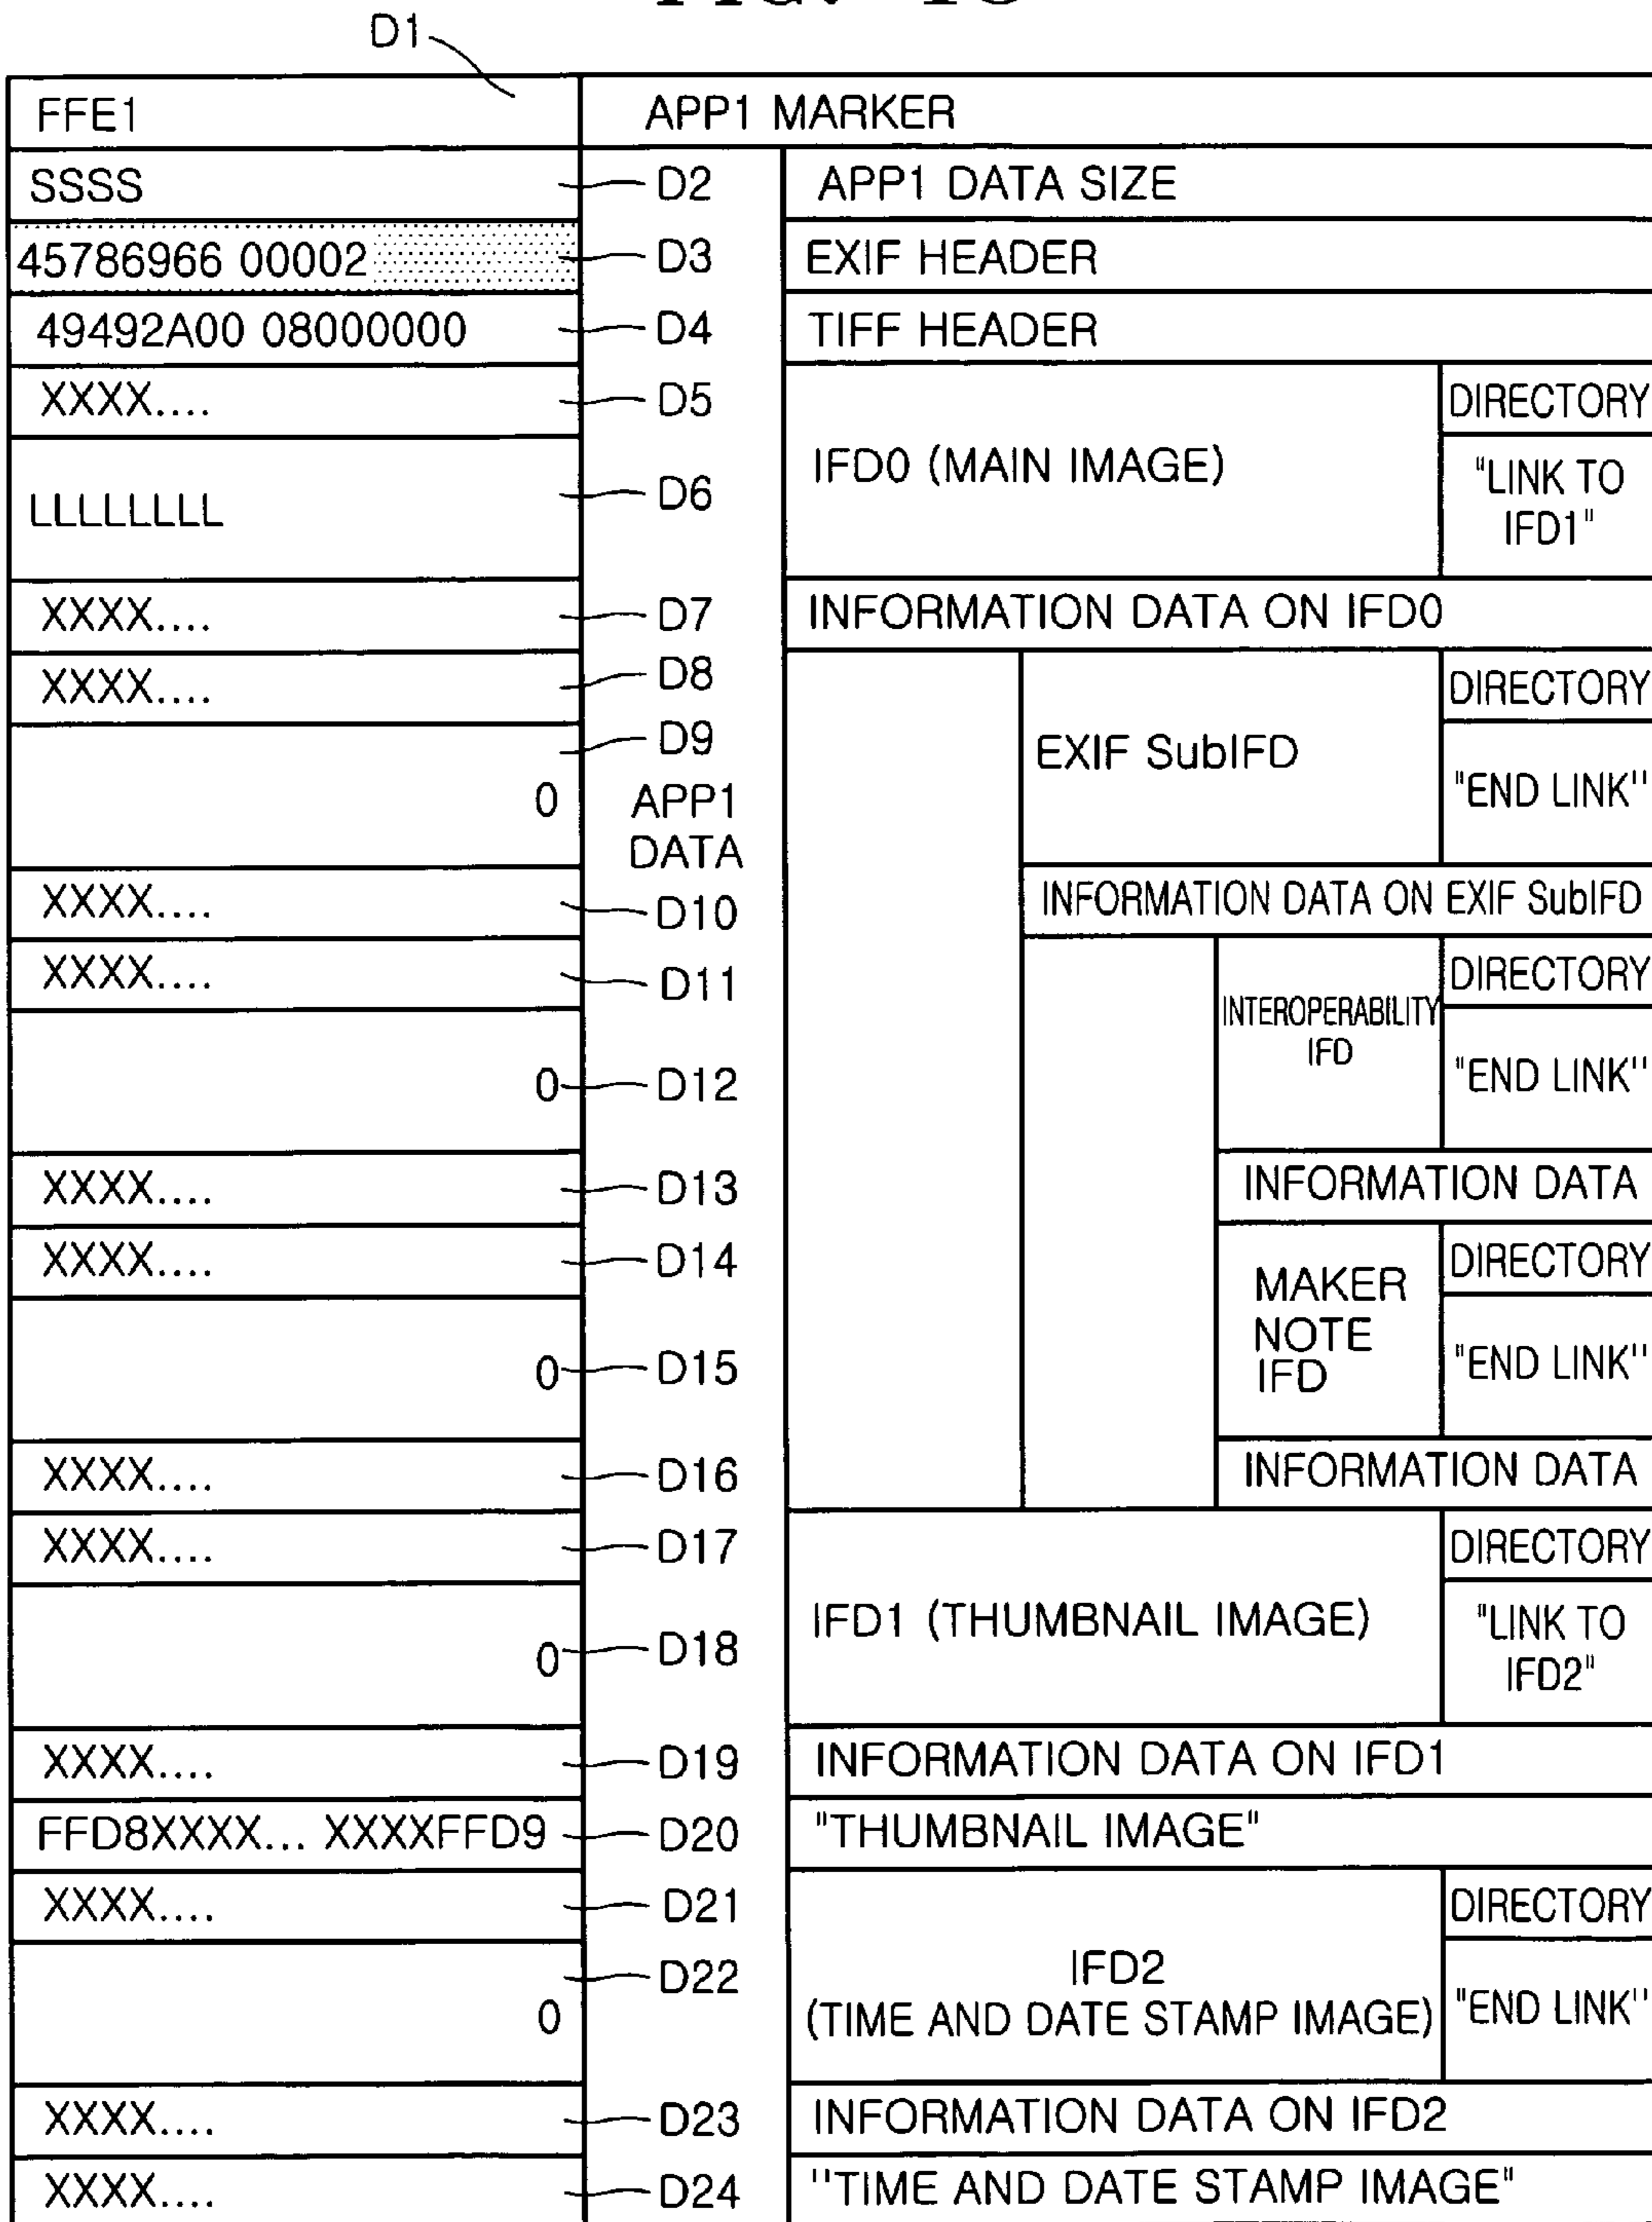 D1
FFE1 APP1 MARKER
SSSS D2 APP1 DATA SIZE
45786966 00002 D3 EXIF HEADER
49492A00 08000000 D4 TIFF HEADER
XXXX.... D5 DIRECTORY
IFD0 (MAIN IMAGE)
LLLLLLLL D6 "LINK TO
IFD1"
XXXX.... D7 INFORMATION DATA ON IFD0
XXXX.... D8 DIRECTORY
D9
EXIF SubIFD
0 APP1 "END LINK"
DATA
XXXX.... D10 INFORMATION DATA ON EXIF SubIFD
XXXX.... D11 DIRECTORY
INTEROPERABILITY
IFD
0 D12 "END LINK"
XXXX.... D13 INFORMATION DATA
XXXX.... D14 DIRECTORY
MAKER
NOTE
IFD
0 D15 "END LINK"
XXXX.... D16 INFORMATION DATA
XXXX.... D17 DIRECTORY
IFD1 (THUMBNAIL IMAGE)
0 D18 "LINK TO
IFD2"
XXXX.... D19 INFORMATION DATA ON IFD1
FFD8XXXX... XXXXFFD9 D20 "THUMBNAIL IMAGE"
XXXX.... D21 DIRECTORY
D22 IFD2
0 (TIME AND DATE STAMP IMAGE) "END LINK"
XXXX.... D23 INFORMATION DATA ON IFD2
XXXX.... D24 "TIME AND DATE STAMP IMAGE"